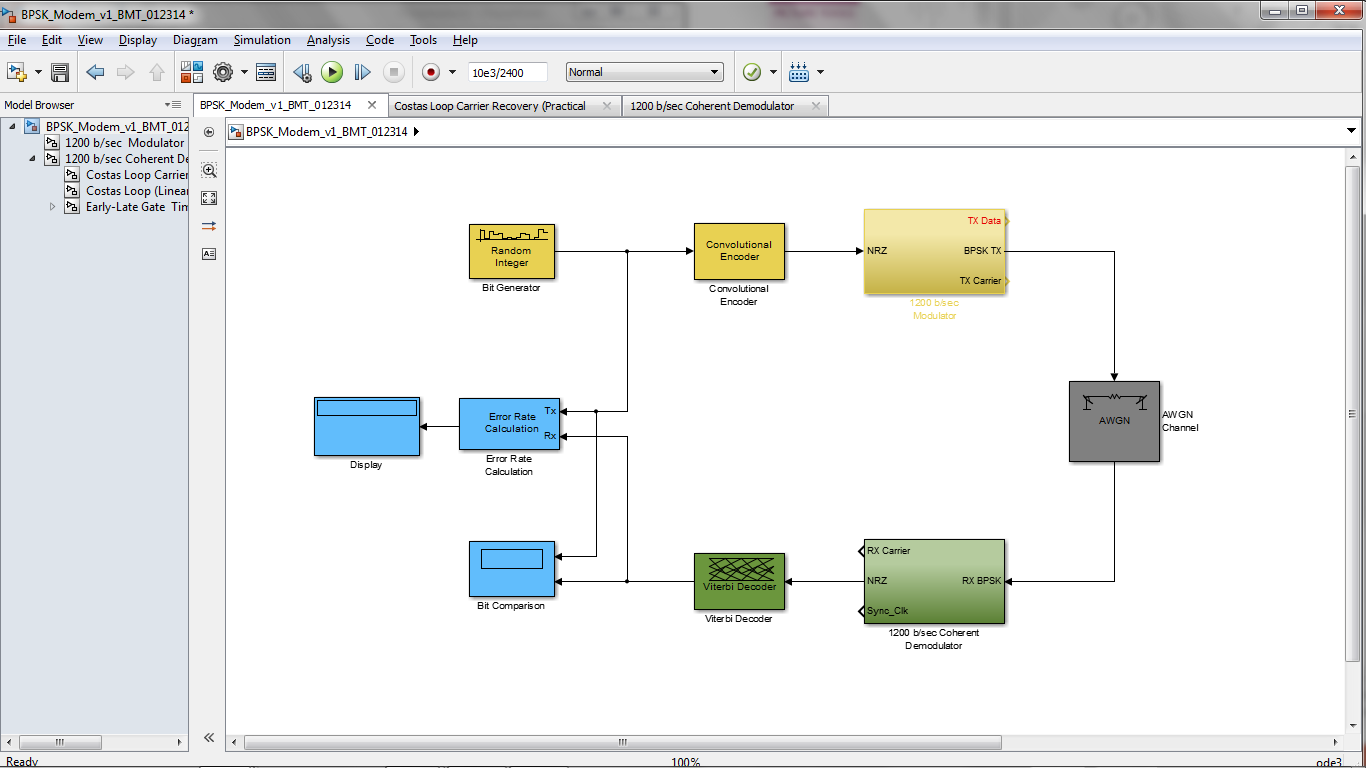 BPSK_Modem_v1_BMT_012314 *
File Edit View Display Diagram Simulation Analysis Code Tools Help
10e3/2400 Normal
Model Browser
BPSK_Modem_v1_BMT_012314
Costas Loop Carrier Recovery (Practical
1200 b/sec Coherent Demodulator
BPSK_Modem_v1_BMT_012
1200 b/sec Modulator
1200 b/sec Coherent De
Costas Loop Carrier
Costas Loop (Linear
Early-Late Gate Tim
BPSK_Modem_v1_BMT_012314
Random
Integer
Bit Generator
Convolutional
Encoder
Convolutional
Encoder
TX Data
NRZ
BPSK TX
TX Carrier
1200 b/sec
Modulator
AWGN
AWGN
Channel
Display
Error Rate
Calculation
Tx
Rx
Error Rate
Calculation
Bit Comparison
Viterbi Decoder
Viterbi Decoder
RX Carrier
NRZ
RX BPSK
Sync_Clk
1200 b/sec Coherent
Demodulator
Ready
100%
ode3